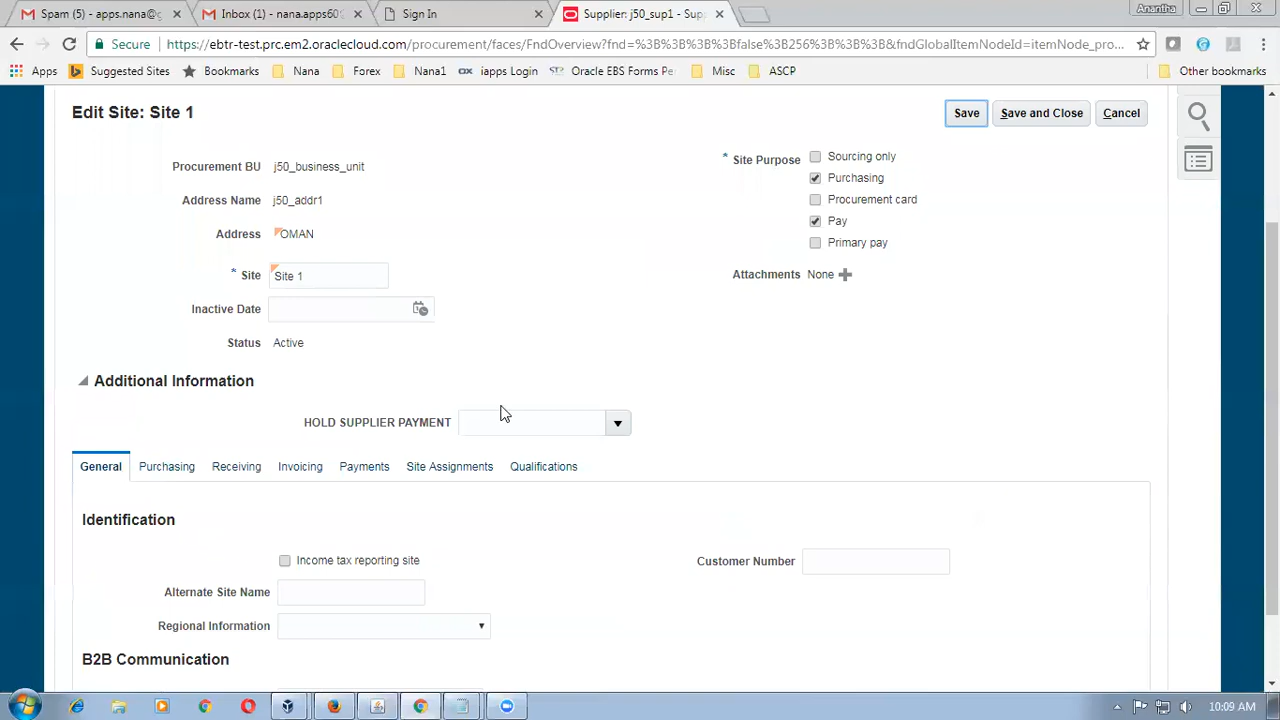 Spam (5) - apps.nana@g
Inbox (1) - nana.apps60
Sign In
Supplier: j50_sup1 - Supp
Anantha
Secure
https://ebtr-test.prc.em2.oraclecloud.com/procurement/faces/FndOverview?fnd=%3B%3B%3B%3Bfalse%3B256%3B%3B%3B&fndGlobalItemNodeId=itemNode_pro...
Apps
Suggested Sites
Bookmarks
Nana
Forex
Nana1
iapps Login
Oracle EBS Forms Pe
Misc
ASCP
Other bookmarks
Edit Site: Site 1
Save
Save and Close
Cancel
Procurement BU j50_business_unit
Address Name j50_addr1
Address OMAN
* Site Site 1
Inactive Date
Status Active
* Site Purpose
Sourcing only
Purchasing
Procurement card
Pay
Primary pay
Attachments None
Additional Information
HOLD SUPPLIER PAYMENT
General
Purchasing
Receiving
Invoicing
Payments
Site Assignments
Qualifications
Identification
Income tax reporting site
Customer Number
Alternate Site Name
Regional Information
B2B Communication
10:09 AM